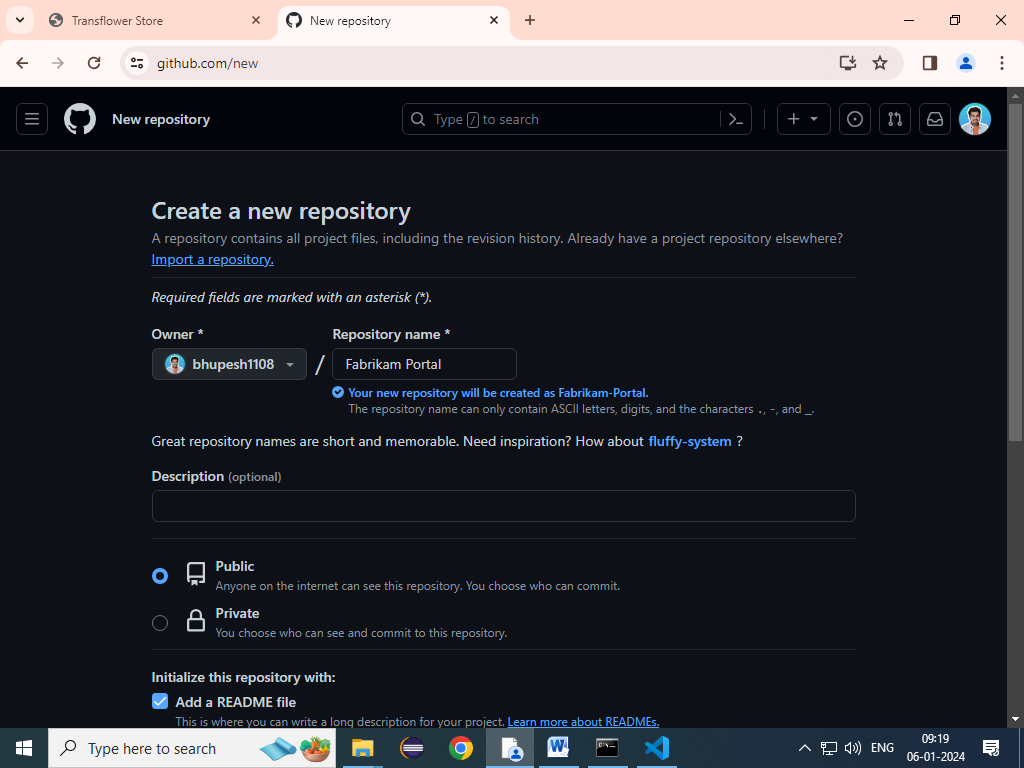 Transflower Store
New repository
github.com/new
New repository
Type / to search
Create a new repository
A repository contains all project files, including the revision history. Already have a project repository elsewhere?
Import a repository.
Required fields are marked with an asterisk (*).
Owner *
Repository name *
bhupesh1108
/
Fabrikam Portal
Your new repository will be created as Fabrikam-Portal.
The repository name can only contain ASCII letters, digits, and the characters ., -, and _.
Great repository names are short and memorable. Need inspiration? How about fluffy-system ?
Description (optional)
Public
Anyone on the internet can see this repository. You choose who can commit.
Private
You choose who can see and commit to this repository.
Initialize this repository with:
Add a README file
This is where you can write a long description for your project. Learn more about READMEs.
Type here to search
ENG
09:19
06-01-2024